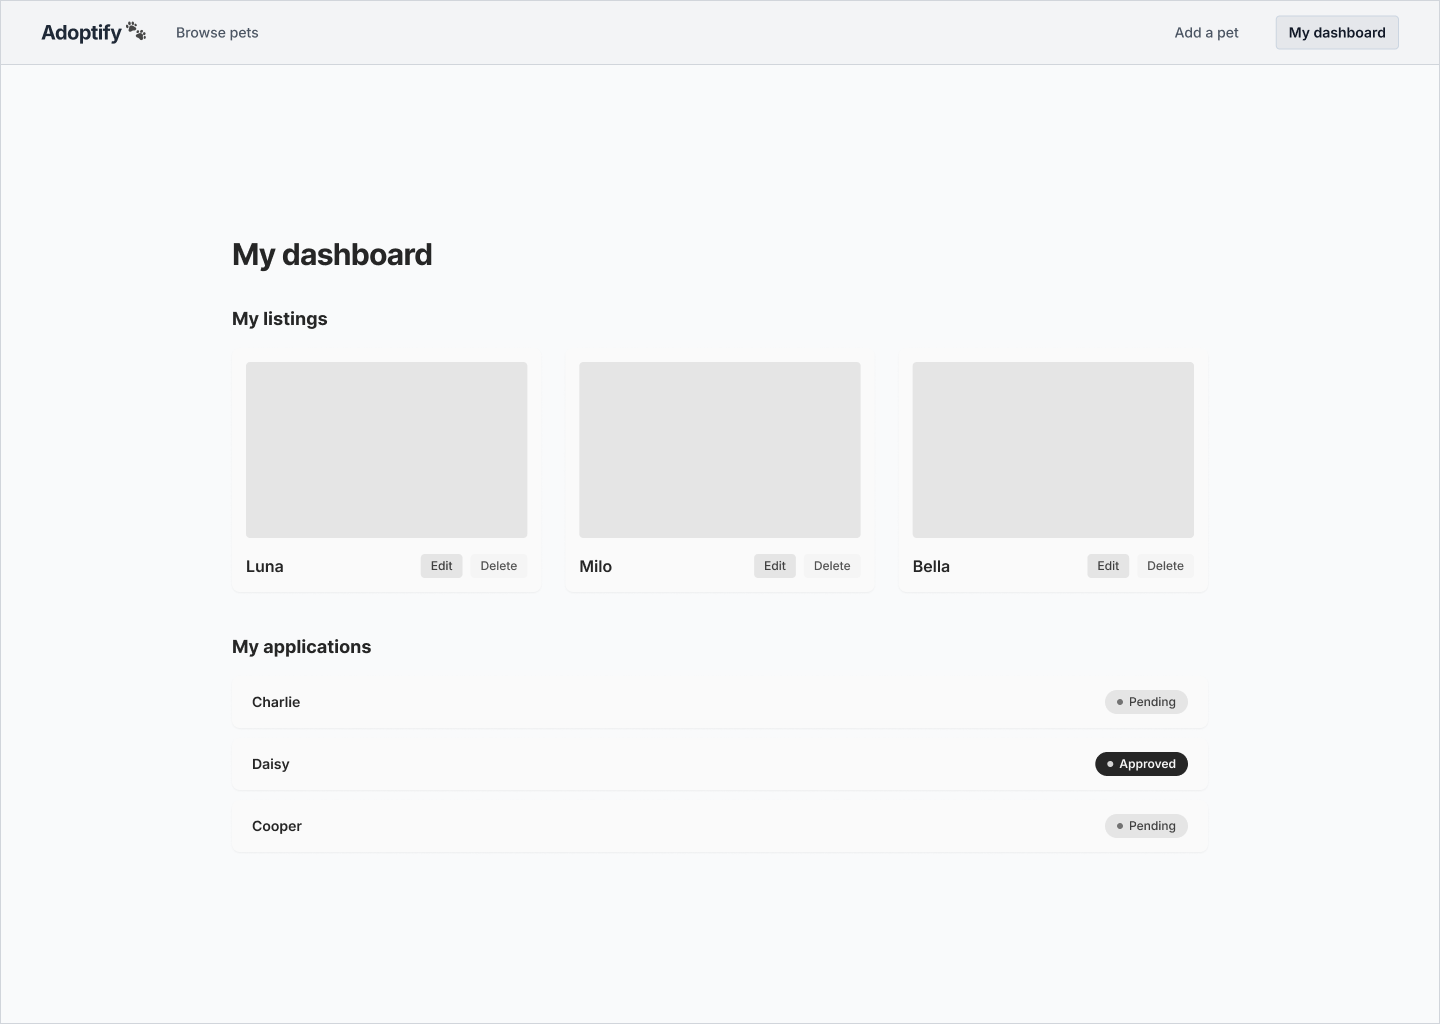 Adoptify
Browse pets
Add a pet
My dashboard
My dashboard
My listings
Luna
Edit
Delete
Milo
Edit
Delete
Bella
Edit
Delete
My applications
Charlie
Pending
Daisy
Approved
Cooper
Pending